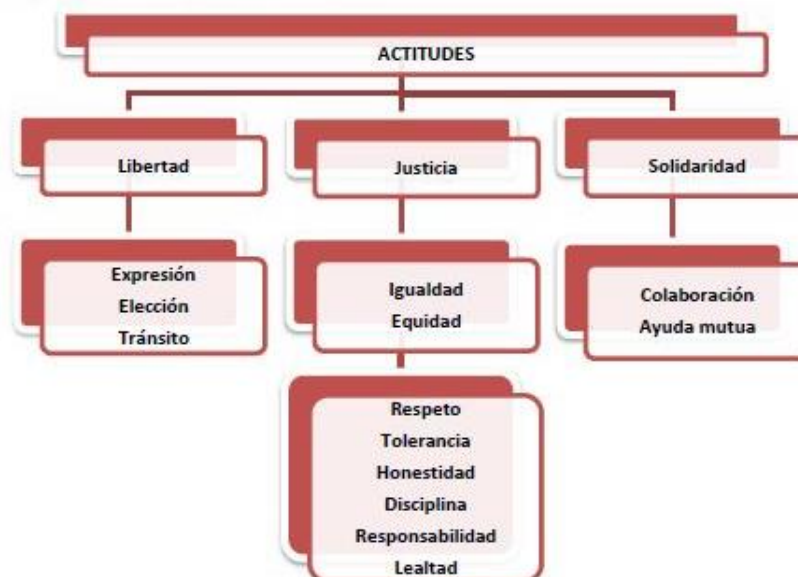 ACTITUDES
Libertad
Justicia
Solidaridad
Expresión
Elección
Tránsito
Igualdad
Equidad
Colaboración
Ayuda mutua
Respeto
Tolerancia
Honestidad
Disciplina
Responsabilidad
Lealtad